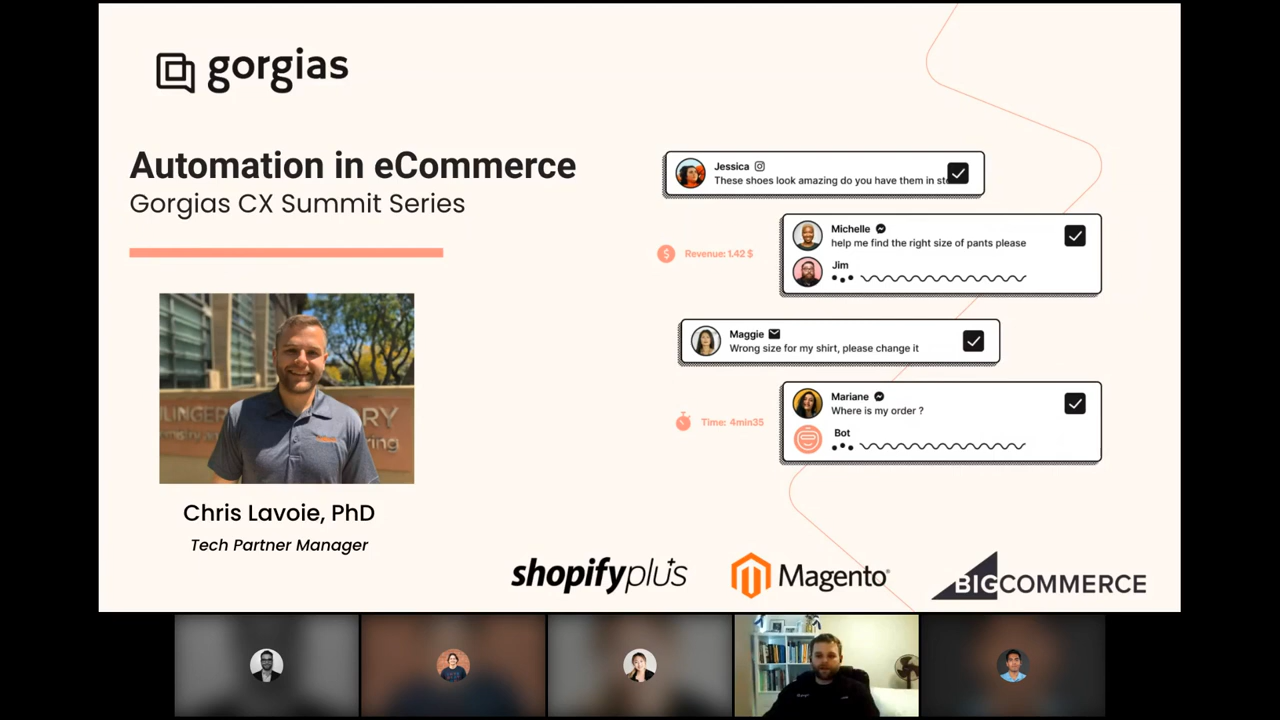 gorgias
Automation in eCommerce
Gorgias CX Summit Series
Jessica
These shoes look amazing do you have them in
Michelle
help me find the right size of pants please
Revenue: 1.42 $
Jim
Maggie
Wrong size for my shirt, please change it
Mariane
Where is my order ?
Time: 4min35
Bot
Chris Lavoie, PhD
Tech Partner Manager
shopifyplus
Magento
BIGCOMMERCE